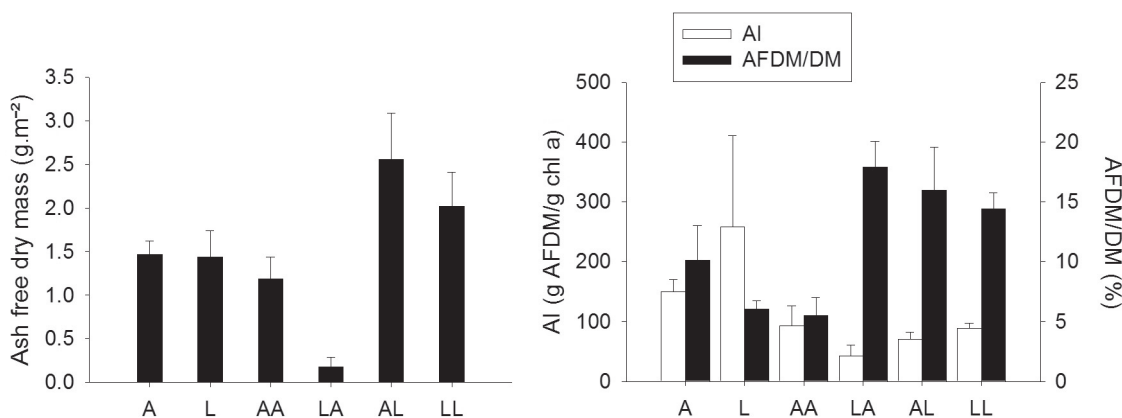 Ash free dry mass (g.m⁻²)
3.5
3.0
2.5
2.0
1.5
1.0
0.5
0.0
A L AA LA AL LL
AI
AFDM/DM
AI (g AFDM/g chl a)
500
400
300
200
100
0
A L AA LA AL LL
25
20
15
10
5
0
AFDM/DM (%)